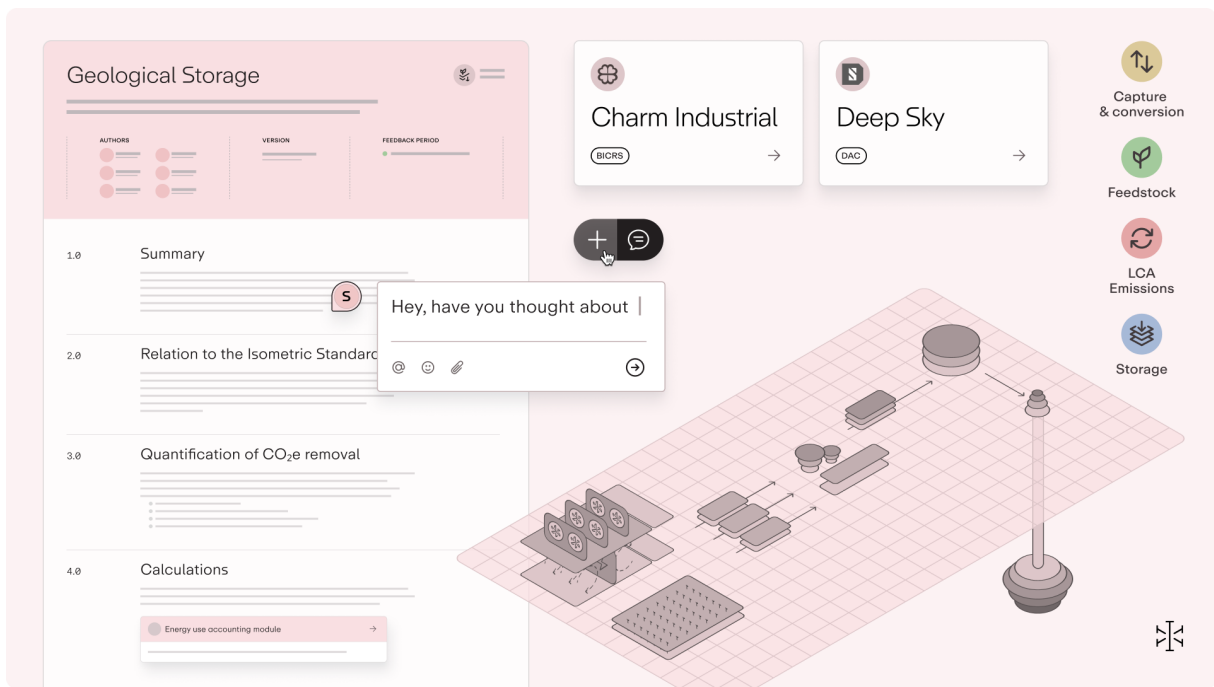 Geological Storage
AUTHORS
VERSION
FEEDBACK PERIOD
1.0
Summary
S
Hey, have you thought about
2.0
Relation to the Isometric Standard
3.0
Quantification of CO₂e removal
4.0
Calculations
Energy use accounting module
Charm Industrial
BICRS
Deep Sky
DAC
Capture
& conversion
Feedstock
LCA
Emissions
Storage